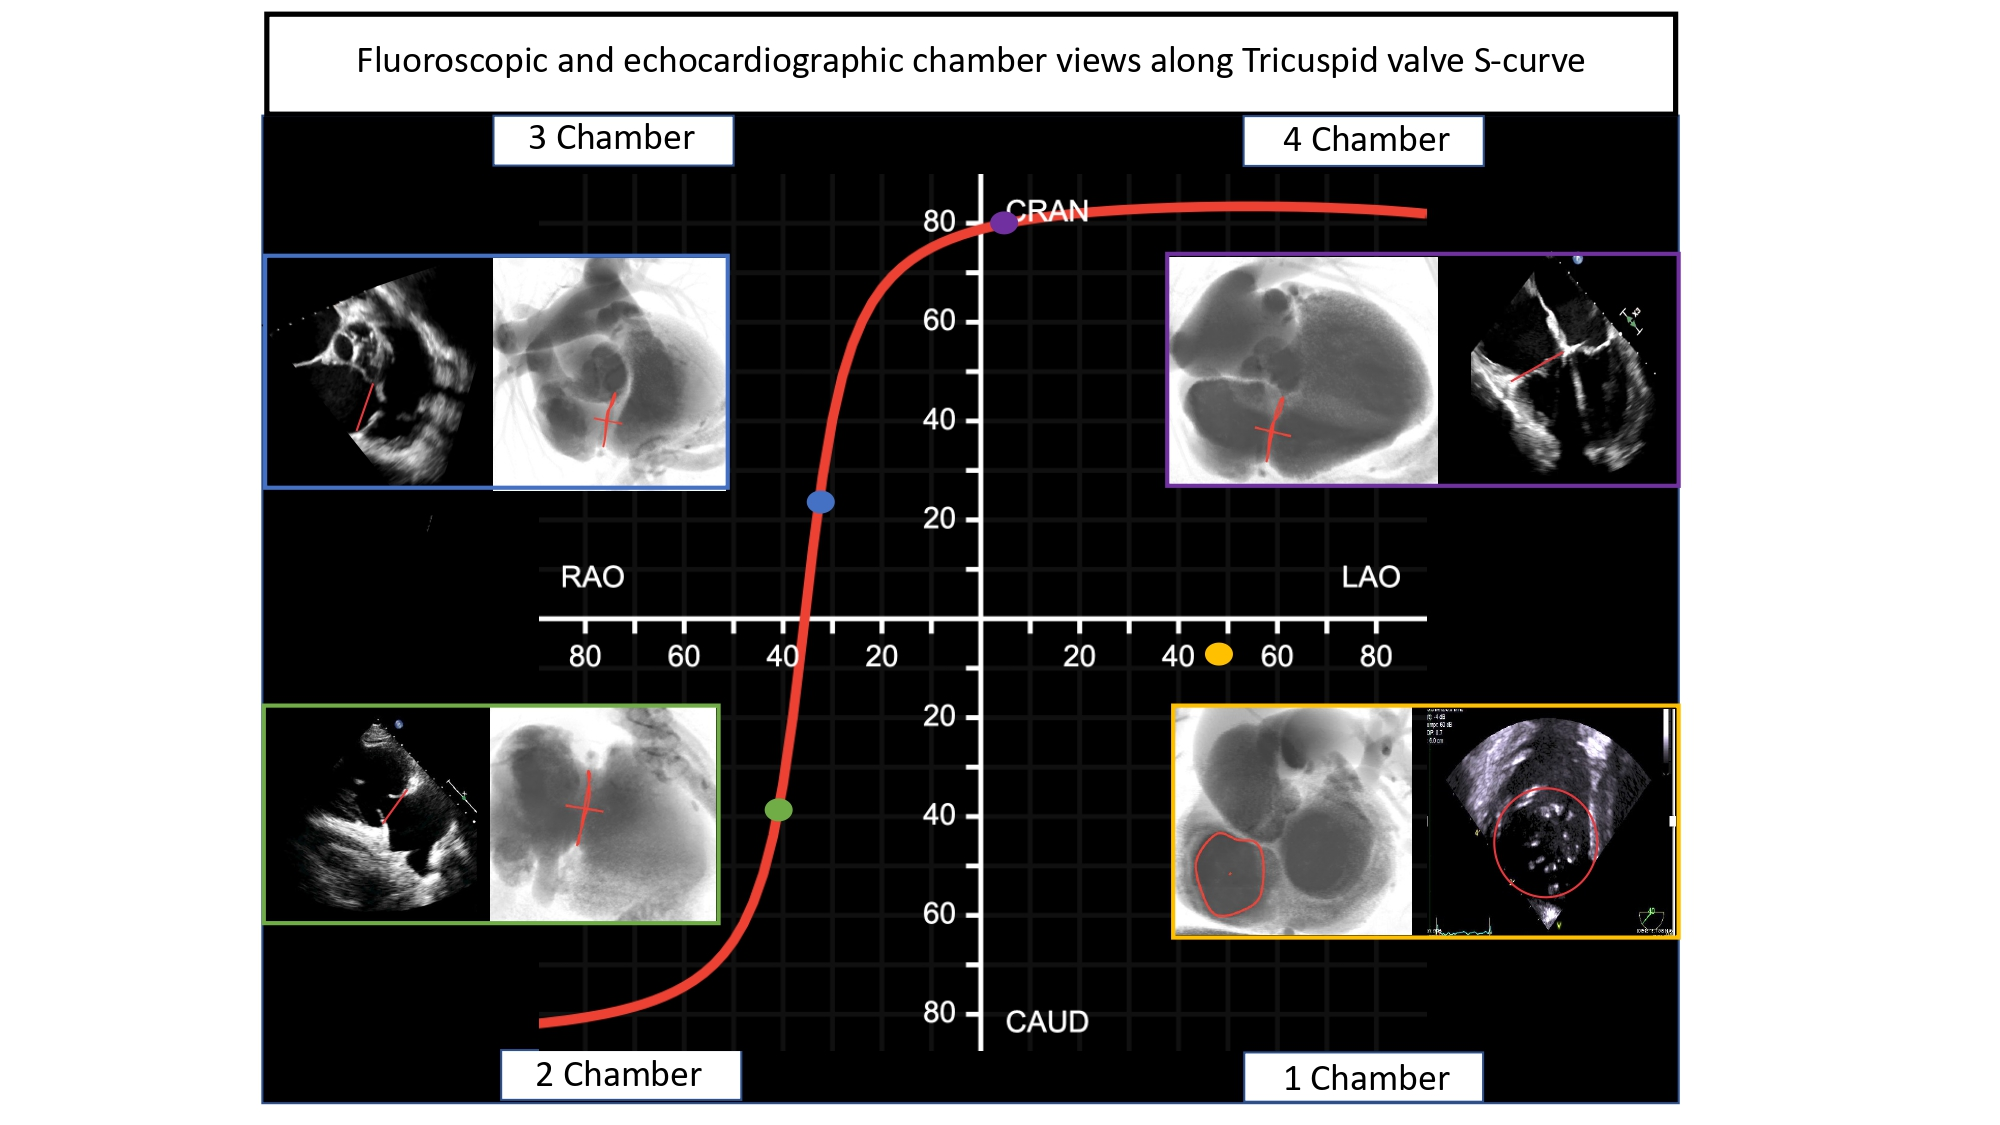 Fluoroscopic and echocardiographic chamber views along Tricuspid valve S-curve
3 Chamber
4 Chamber
CRAN
80
60
40
20
RAO
LAO
80 60 40 20 20 40 60 80
20
40
60
80
CAUD
2 Chamber
1 Chamber